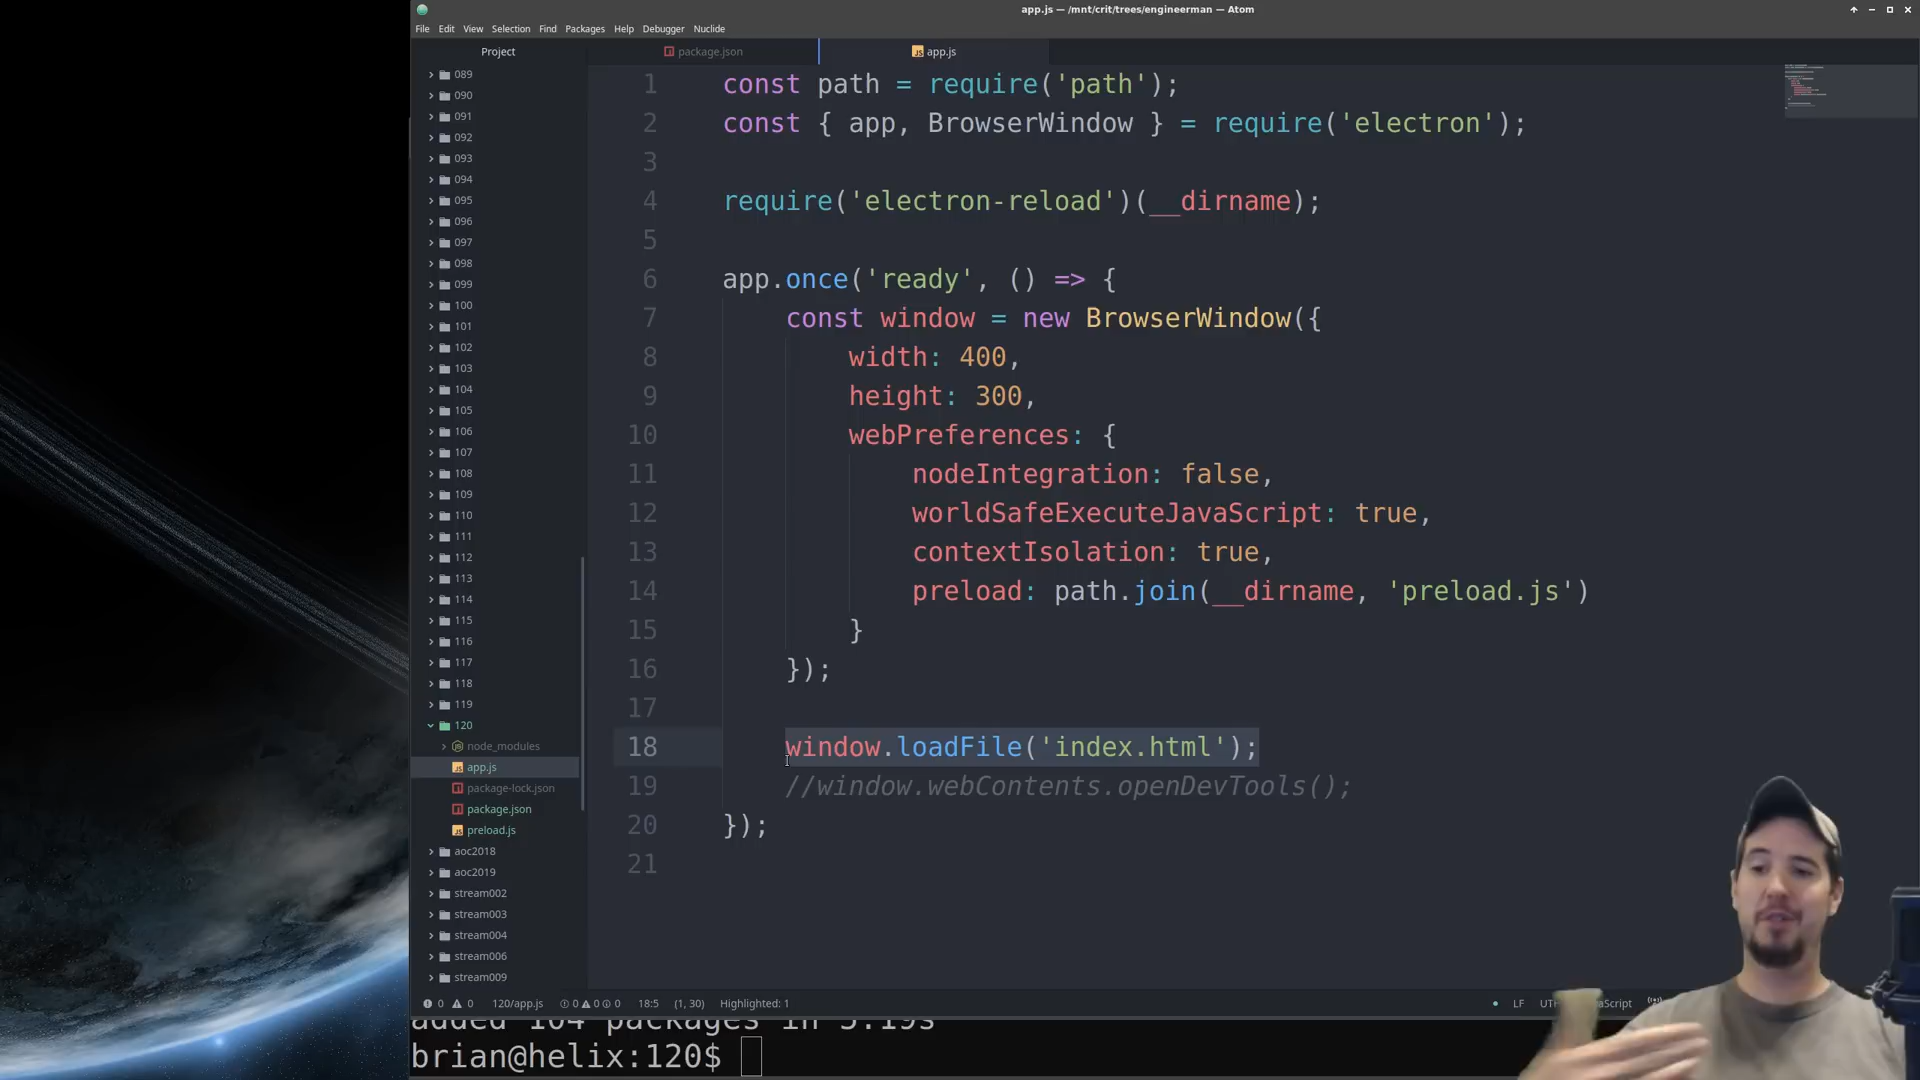 app.js — /mnt/crit/trees/engineerman — Atom
File Edit View Selection Find Packages Help Debugger Nuclide
Project
package.json
app.js
089
090
091
092
093
094
095
096
097
098
099
100
101
102
103
104
105
106
107
108
109
110
111
112
113
114
115
116
117
118
119
120
node_modules
app.js
package-lock.json
package.json
preload.js
aoc2018
aoc2019
stream002
stream003
stream004
stream006
stream009
1 const path = require('path');
2 const { app, BrowserWindow } = require('electron');
3
4 require('electron-reload')(__dirname);
5
6 app.once('ready', () => {
7 const window = new BrowserWindow({
8 width: 400,
9 height: 300,
10 webPreferences: {
11 nodeIntegration: false,
12 worldSafeExecuteJavaScript: true,
13 contextIsolation: true,
14 preload: path.join(__dirname, 'preload.js')
15 }
16 });
17
18 window.loadFile('index.html');
19 //window.webContents.openDevTools();
20 });
21
0 0 120/app.js 0 0 0 18:5 (1, 30) Highlighted: 1 LF
added 104 packages in 5.19s
brian@helix:120$